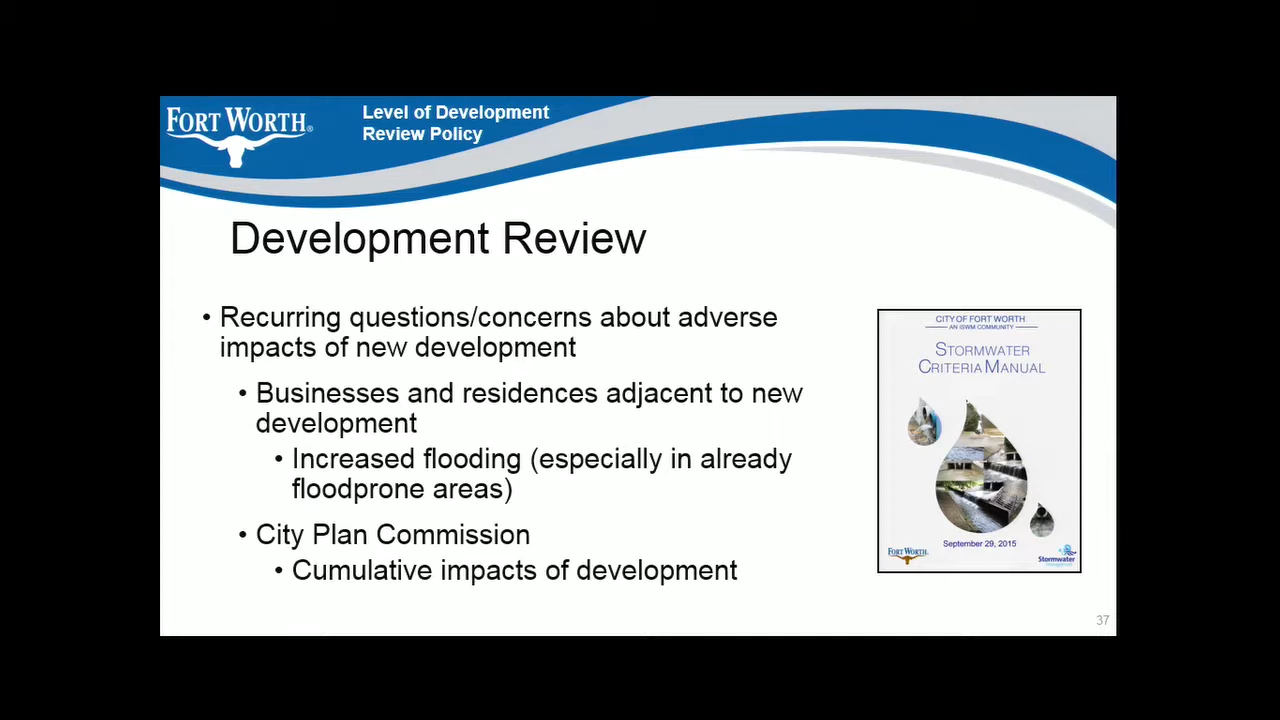 FORT WORTH®
Level of Development
Review Policy
Development Review
• Recurring questions/concerns about adverse
impacts of new development
• Businesses and residences adjacent to new
development
• Increased flooding (especially in already
floodprone areas)
• City Plan Commission
• Cumulative impacts of development
CITY OF FORT WORTH
AN iSWM COMMUNITY
STORMWATER
CRITERIA MANUAL
September 29, 2015
FORT WORTH
Stormwater
37